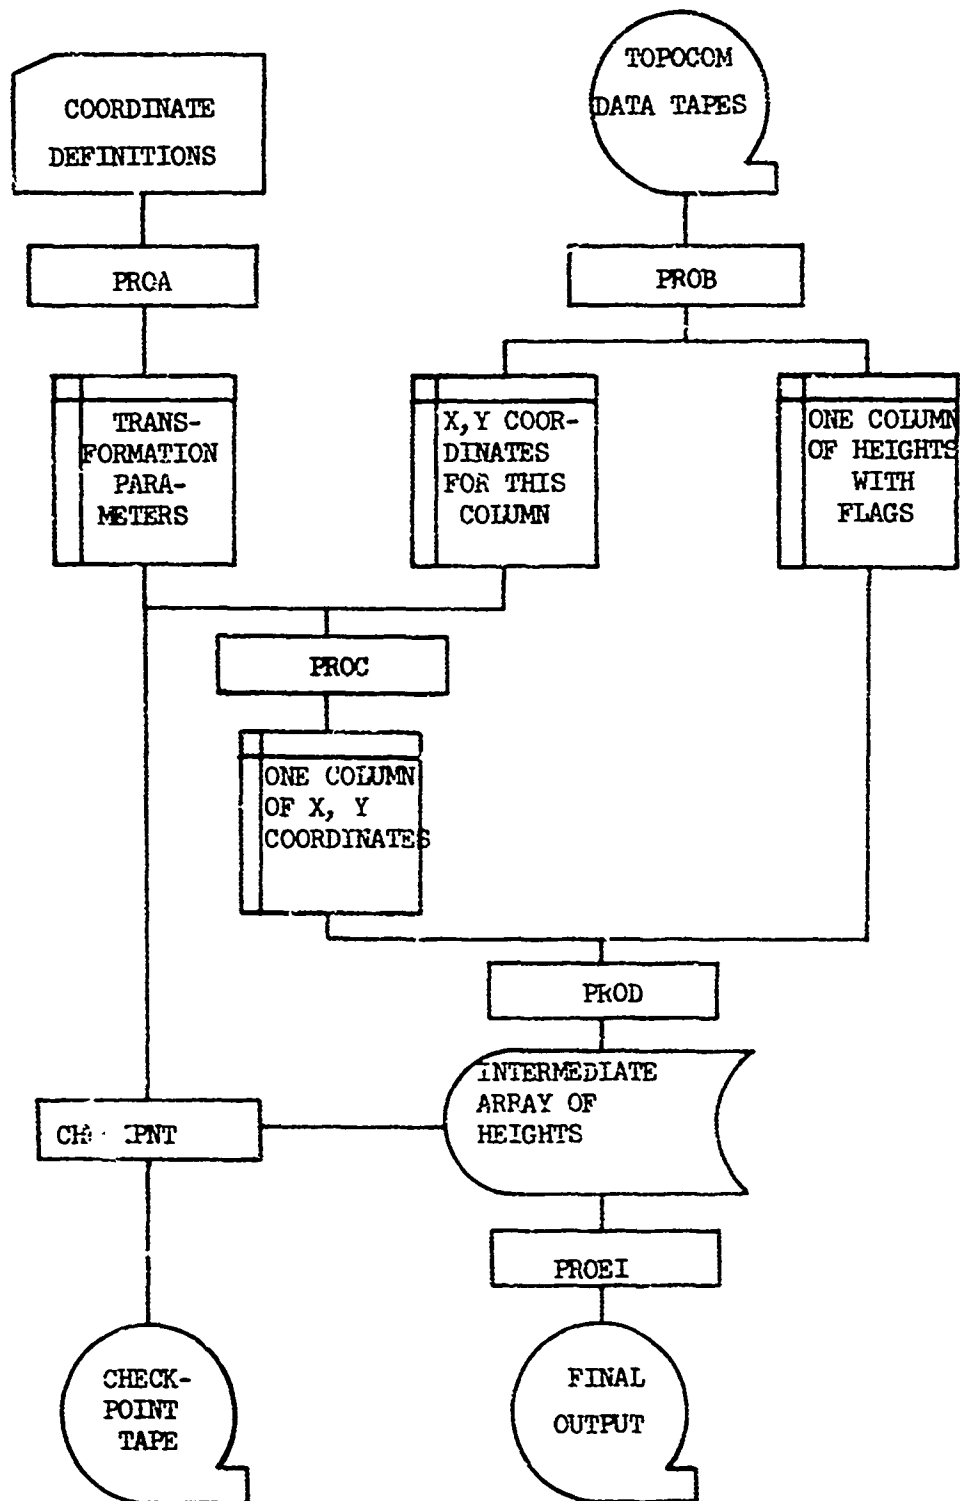 COORDINATE
DEFINITIONS
TOPOCOM
DATA TAPES
PROA
PROB
TRANS-
FORMATION
PARA-
METERS
X,Y COOR-
DINATES
FOR THIS
COLUMN
ONE COLUMN
OF HEIGHTS
WITH
FLAGS
PROC
ONE COLUMN
OF X, Y
COORDINATES
PROD
INTERMEDIATE
ARRAY OF
HEIGHTS
PROEI
CHECK-
POINT
TAPE
FINAL
OUTPUT